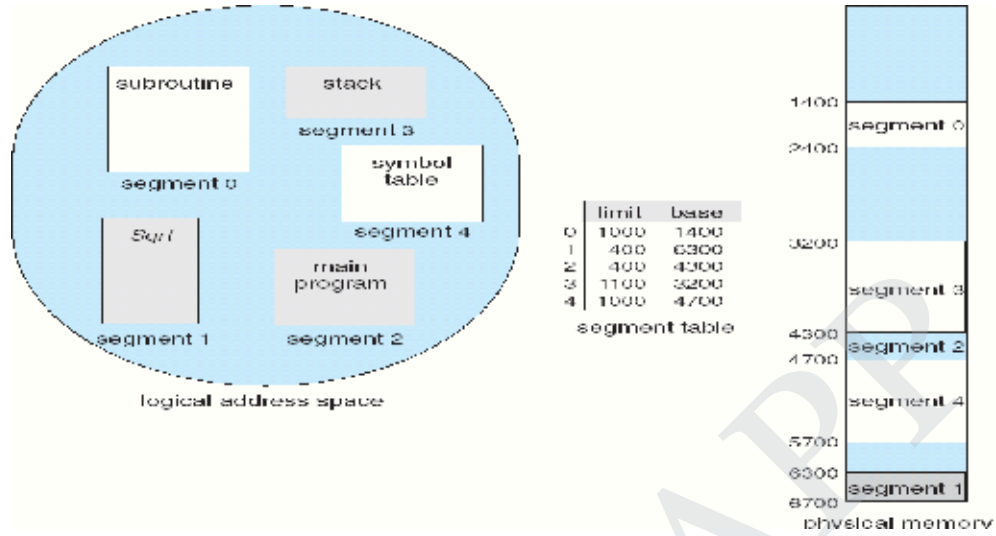 subroutine
segment 0
stack
segment 3
symbol
table
segment 4
Sqrt
segment 1
main
program
segment 2
logical address space
limit base
0 1000 1400
1 400 6300
2 400 4300
3 1100 3200
4 1000 4700
segment table
1400
segment 0
2400
3200
segment 3
4300
segment 2
4700
segment 4
5700
6300
segment 1
6700
physical memory
APP